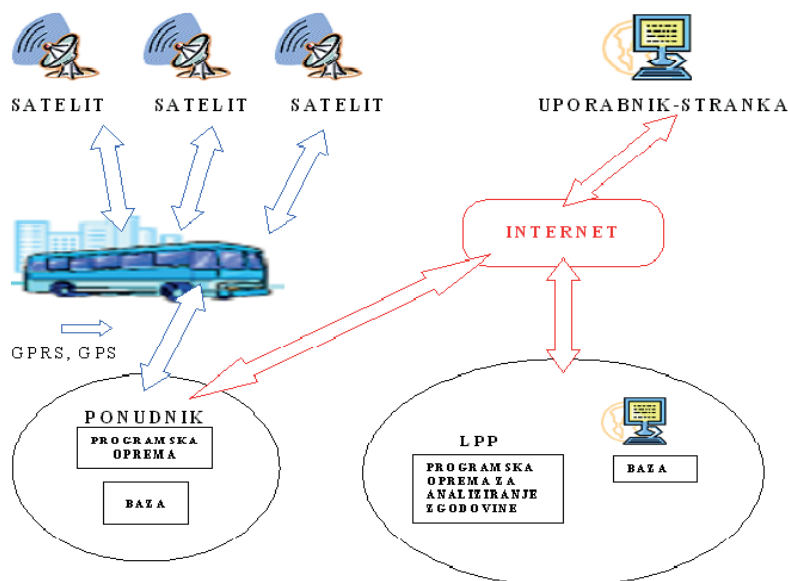 SATELIT
SATELIT
SATELIT
UPORABNIK-STRANKA
INTERNET
GPRS, GPS
PONUDNIK
PROGRAMSKA
OPREMA
BAZA
LPP
PROGRAMSKA
OPREMA ZA
ANALIZIRANJE
ZGODOVINE
BAZA